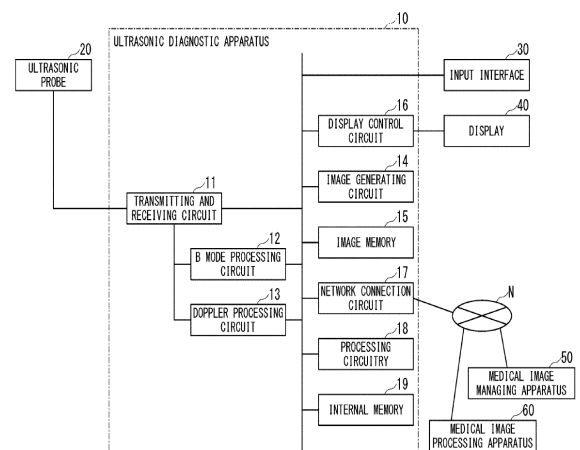 10
20
ULTRASONIC DIAGNOSTIC APPARATUS
30
ULTRASONIC
PROBE
INPUT INTERFACE
16
40
DISPLAY CONTROL
CIRCUIT
DISPLAY
11
14
TRANSMITTING AND
RECEIVING CIRCUIT
IMAGE GENERATING
CIRCUIT
12
15
B MODE PROCESSING
CIRCUIT
IMAGE MEMORY
13
17
N
DOPPLER PROCESSING
CIRCUIT
NETWORK CONNECTION
CIRCUIT
18
PROCESSING
CIRCUITRY
50
MEDICAL IMAGE
MANAGING APPARATUS
19
INTERNAL MEMORY
60
MEDICAL IMAGE
PROCESSING APPARATUS